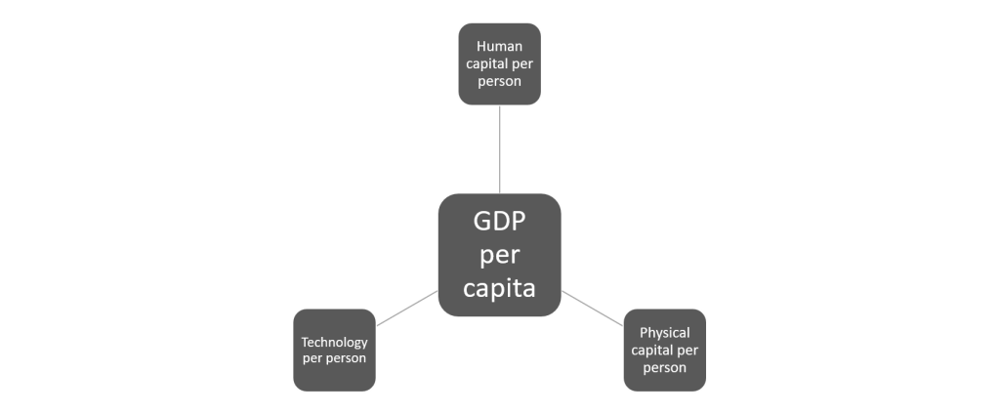 Human
capital per
person
GDP
per
capita
Technology
per person
Physical
capital per
person